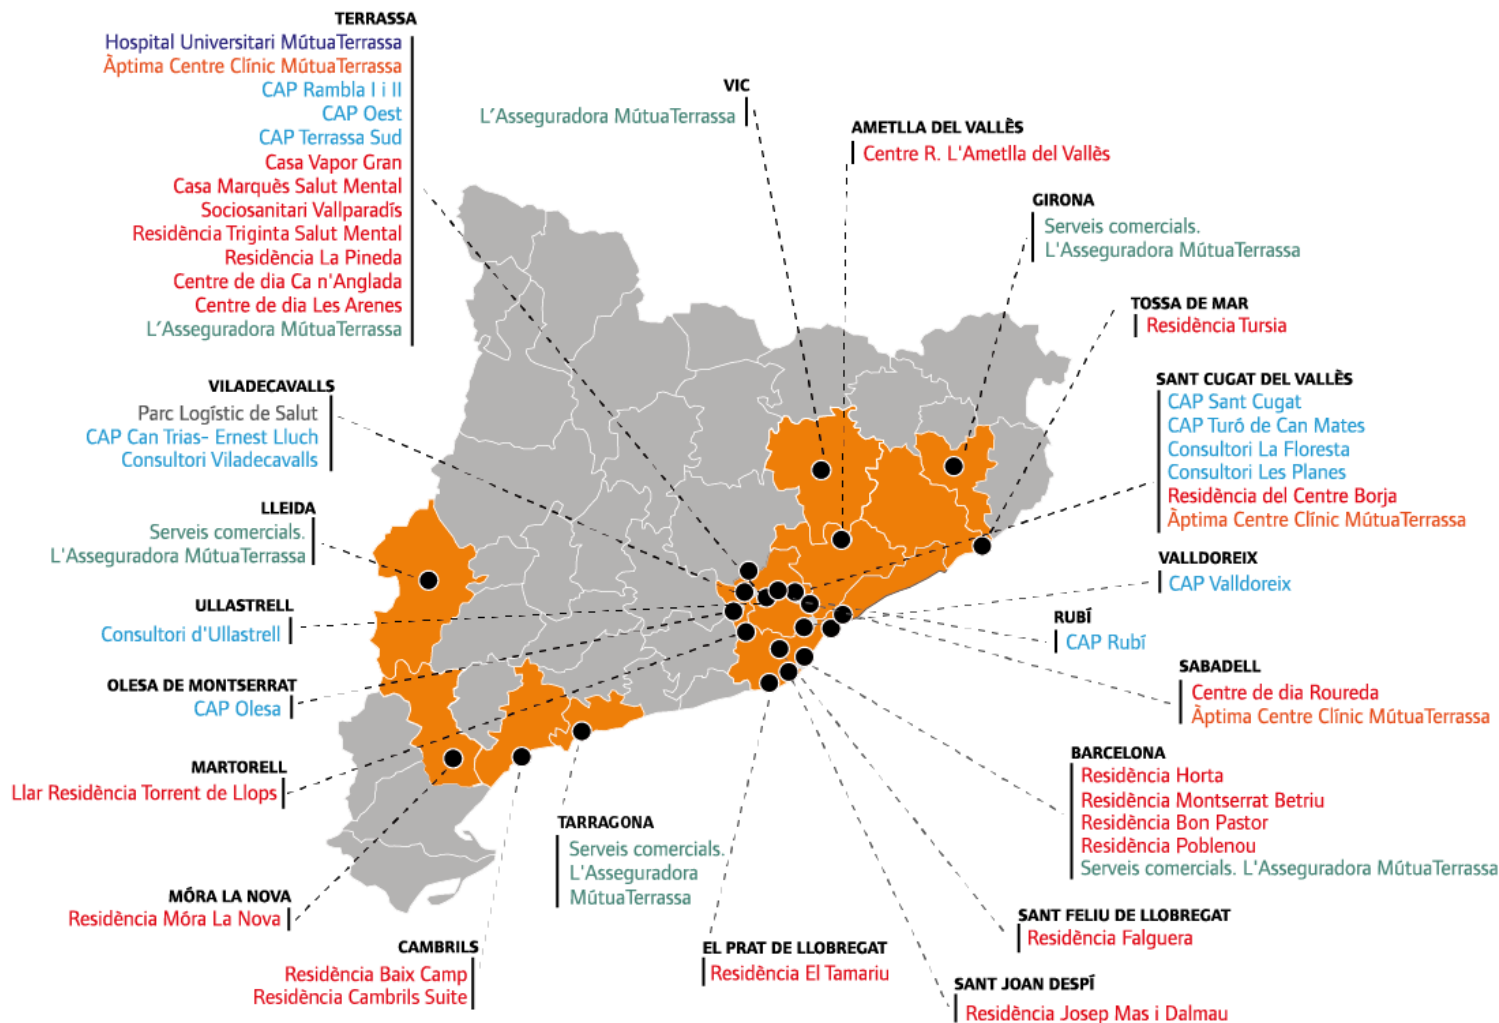 TERRASSA
Hospital Universitari MútuaTerrassa
Àptima Centre Clínic MútuaTerrassa
CAP Rambla I i II
CAP Oest
CAP Terrassa Sud
Casa Vapor Gran
Casa Marquès Salut Mental
Sociosanitari Vallparadís
Residència Triginta Salut Mental
Residència La Pineda
Centre de dia Ca n'Anglada
Centre de dia Les Arenes
L'Asseguradora MútuaTerrassa
VIC
L'Asseguradora MútuaTerrassa
AMETLLA DEL VALLÈS
Centre R. L'Ametlla del Vallès
GIRONA
Serveis comercials.
L'Asseguradora MútuaTerrassa
TOSSA DE MAR
Residència Tursia
VILADECAVALLS
Parc Logístic de Salut
CAP Can Trias- Ernest Lluch
Consultori Viladecavalls
SANT CUGAT DEL VALLÈS
CAP Sant Cugat
CAP Turó de Can Mates
Consultori La Floresta
Consultori Les Planes
Residència del Centre Borja
Àptima Centre Clínic MútuaTerrassa
LLEIDA
Serveis comercials.
L'Asseguradora MútuaTerrassa
VALLDOREIX
CAP Valldoreix
ULLASTRELL
Consultori d'Ullastrell
RUBÍ
CAP Rubí
OLESA DE MONTSERRAT
CAP Olesa
SABADELL
Centre de dia Roureda
Àptima Centre Clínic MútuaTerrassa
MARTORELL
Llar Residència Torrent de Llops
BARCELONA
Residència Horta
Residència Montserrat Betriu
Residència Bon Pastor
Residència Poblenou
Serveis comercials. L'Asseguradora MútuaTerrassa
TARRAGONA
Serveis comercials.
L'Asseguradora
MútuaTerrassa
MÓRA LA NOVA
Residència Móra La Nova
SANT FELIU DE LLOBREGAT
Residència Falguera
CAMBRILS
Residència Baix Camp
Residència Cambrils Suite
EL PRAT DE LLOBREGAT
Residència El Tamariu
SANT JOAN DESPÍ
Residència Josep Mas i Dalmau